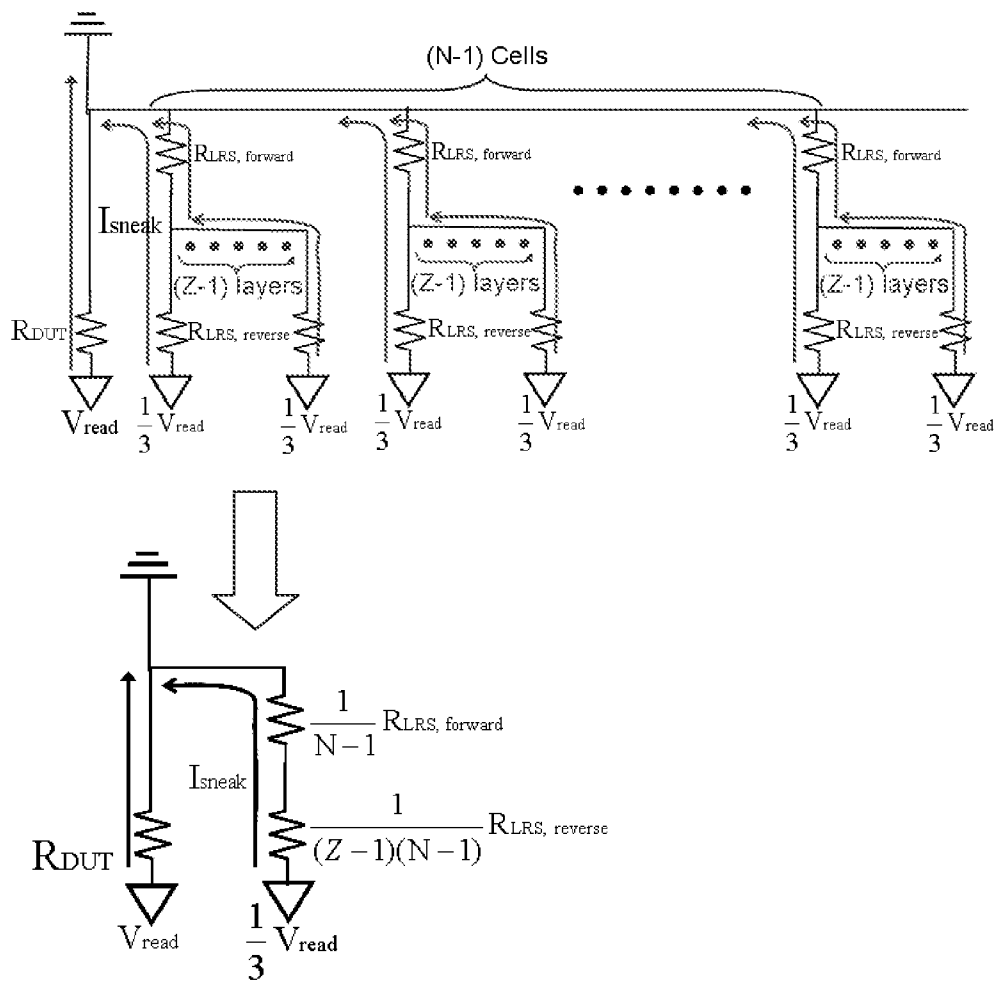 (N-1) Cells
RLRS, forward
RLRS, forward
RLRS, forward
Isneak
(Z-1) layers
(Z-1) layers
(Z-1) layers
RDUT
RLRS, reverse
RLRS, reverse
RLRS, reverse
Vread
1/3 Vread
1/3 Vread
1/3 Vread
1/3 Vread
1/3 Vread
1/3 Vread
1/(N−1) RLRS, forward
Isneak
1/((Z−1)(N−1)) RLRS, reverse
RDUT
Vread
1/3 Vread